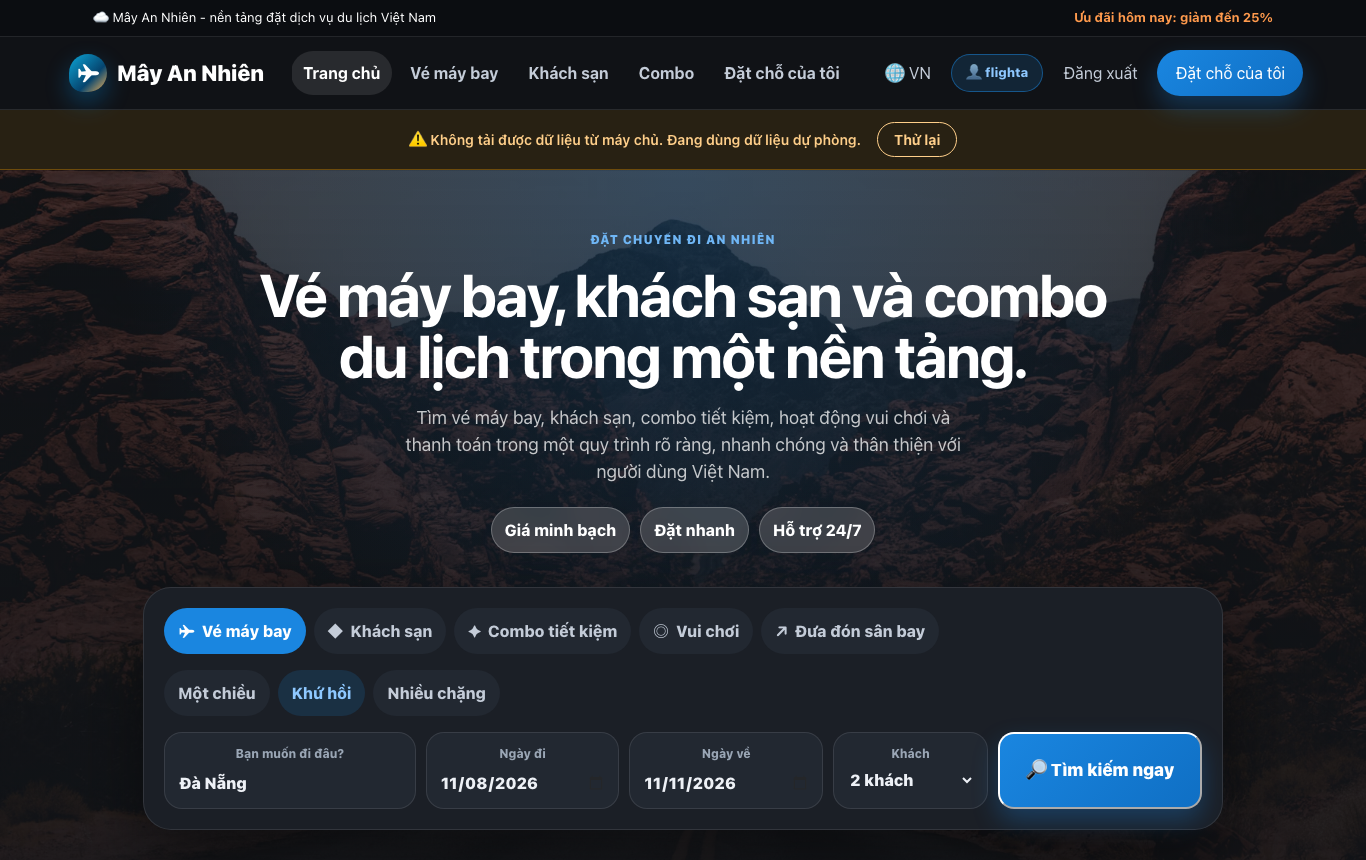 Mây An Nhiên - nền tảng đặt dịch vụ du lịch Việt Nam
Ưu đãi hôm nay: giảm đến 25%
Mây An Nhiên
Trang chủ
Vé máy bay
Khách sạn
Combo
Đặt chỗ của tôi
VN
flighta
Đăng xuất
Đặt chỗ của tôi
Không tải được dữ liệu từ máy chủ. Đang dùng dữ liệu dự phòng.
Thử lại
ĐẶT CHUYẾN ĐI AN NHIÊN
Vé máy bay, khách sạn và combo
du lịch trong một nền tảng.
Tìm vé máy bay, khách sạn, combo tiết kiệm, hoạt động vui chơi và
thanh toán trong một quy trình rõ ràng, nhanh chóng và thân thiện với
người dùng Việt Nam.
Giá minh bạch
Đặt nhanh
Hỗ trợ 24/7
Vé máy bay
Khách sạn
Combo tiết kiệm
Vui chơi
Đưa đón sân bay
Một chiều
Khứ hồi
Nhiều chặng
Bạn muốn đi đâu?
Đà Nẵng
Ngày đi
11/08/2026
Ngày về
11/11/2026
Khách
2 khách
Tìm kiếm ngay